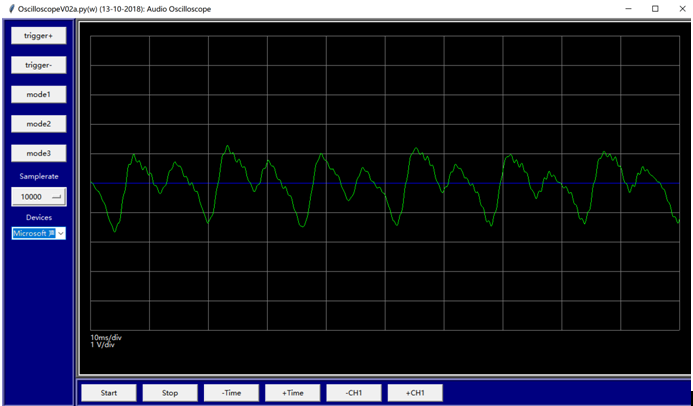 OscilloscopeV02a.py(w) (13-10-2018): Audio Oscilloscope
trigger+
trigger-
mode1
mode2
mode3
Samplerate
10000
Devices
Microsoft 声
10ms/div
1 V/div
Start
Stop
-Time
+Time
-CH1
+CH1